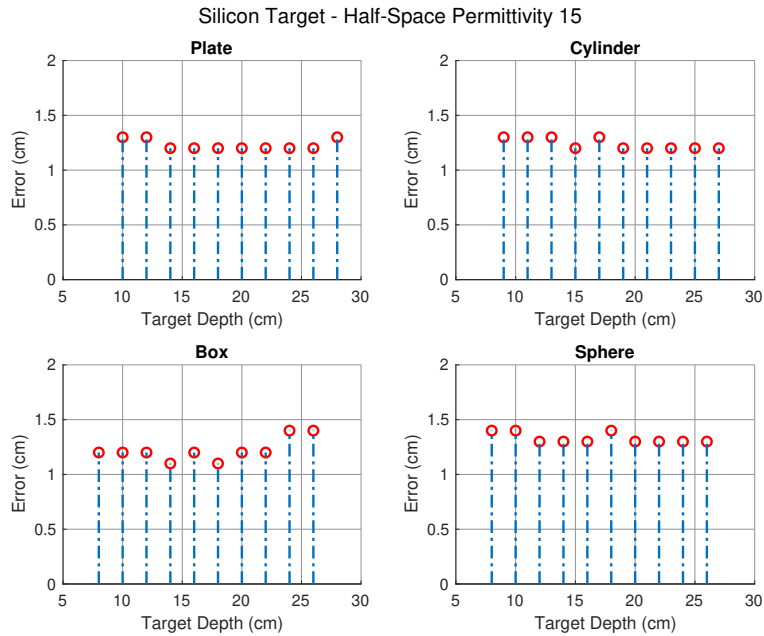 Silicon Target - Half-Space Permittivity 15
Plate
2
1.5
1
0.5
0
Error (cm)
5 10 15 20 25 30
Target Depth (cm)
Cylinder
2
1.5
1
0.5
0
Error (cm)
5 10 15 20 25 30
Target Depth (cm)
Box
2
1.5
1
0.5
0
Error (cm)
5 10 15 20 25 30
Target Depth (cm)
Sphere
2
1.5
1
0.5
0
Error (cm)
5 10 15 20 25 30
Target Depth (cm)